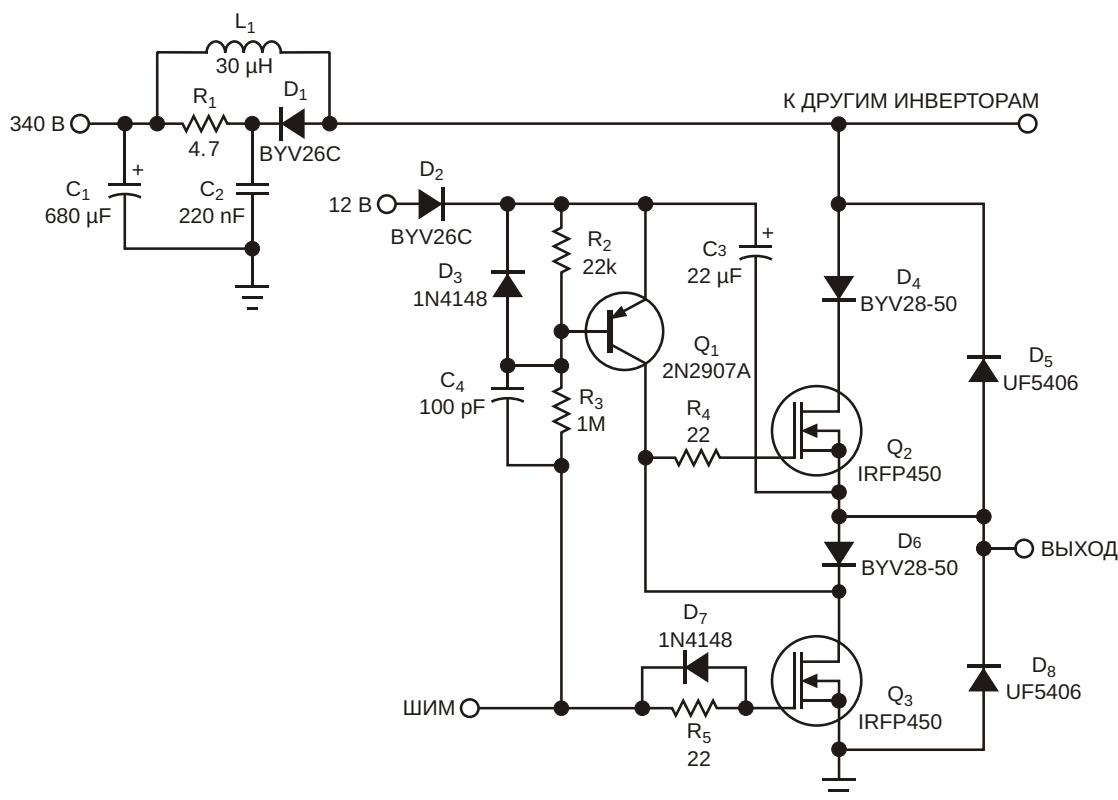 L1
30 µH
R1
4.7
D1
BYV26C
340 В
C1
680 µF
+
C2
220 nF
К ДРУГИМ ИНВЕРТОРАМ
12 В
D2
BYV26C
D3
1N4148
R2
22k
C3
22 µF
+
D4
BYV28-50
Q1
2N2907A
C4
100 pF
R3
1M
R4
22
D5
UF5406
Q2
IRFP450
D6
BYV28-50
ВЫХОД
D7
1N4148
ШИМ
R5
22
Q3
IRFP450
D8
UF5406